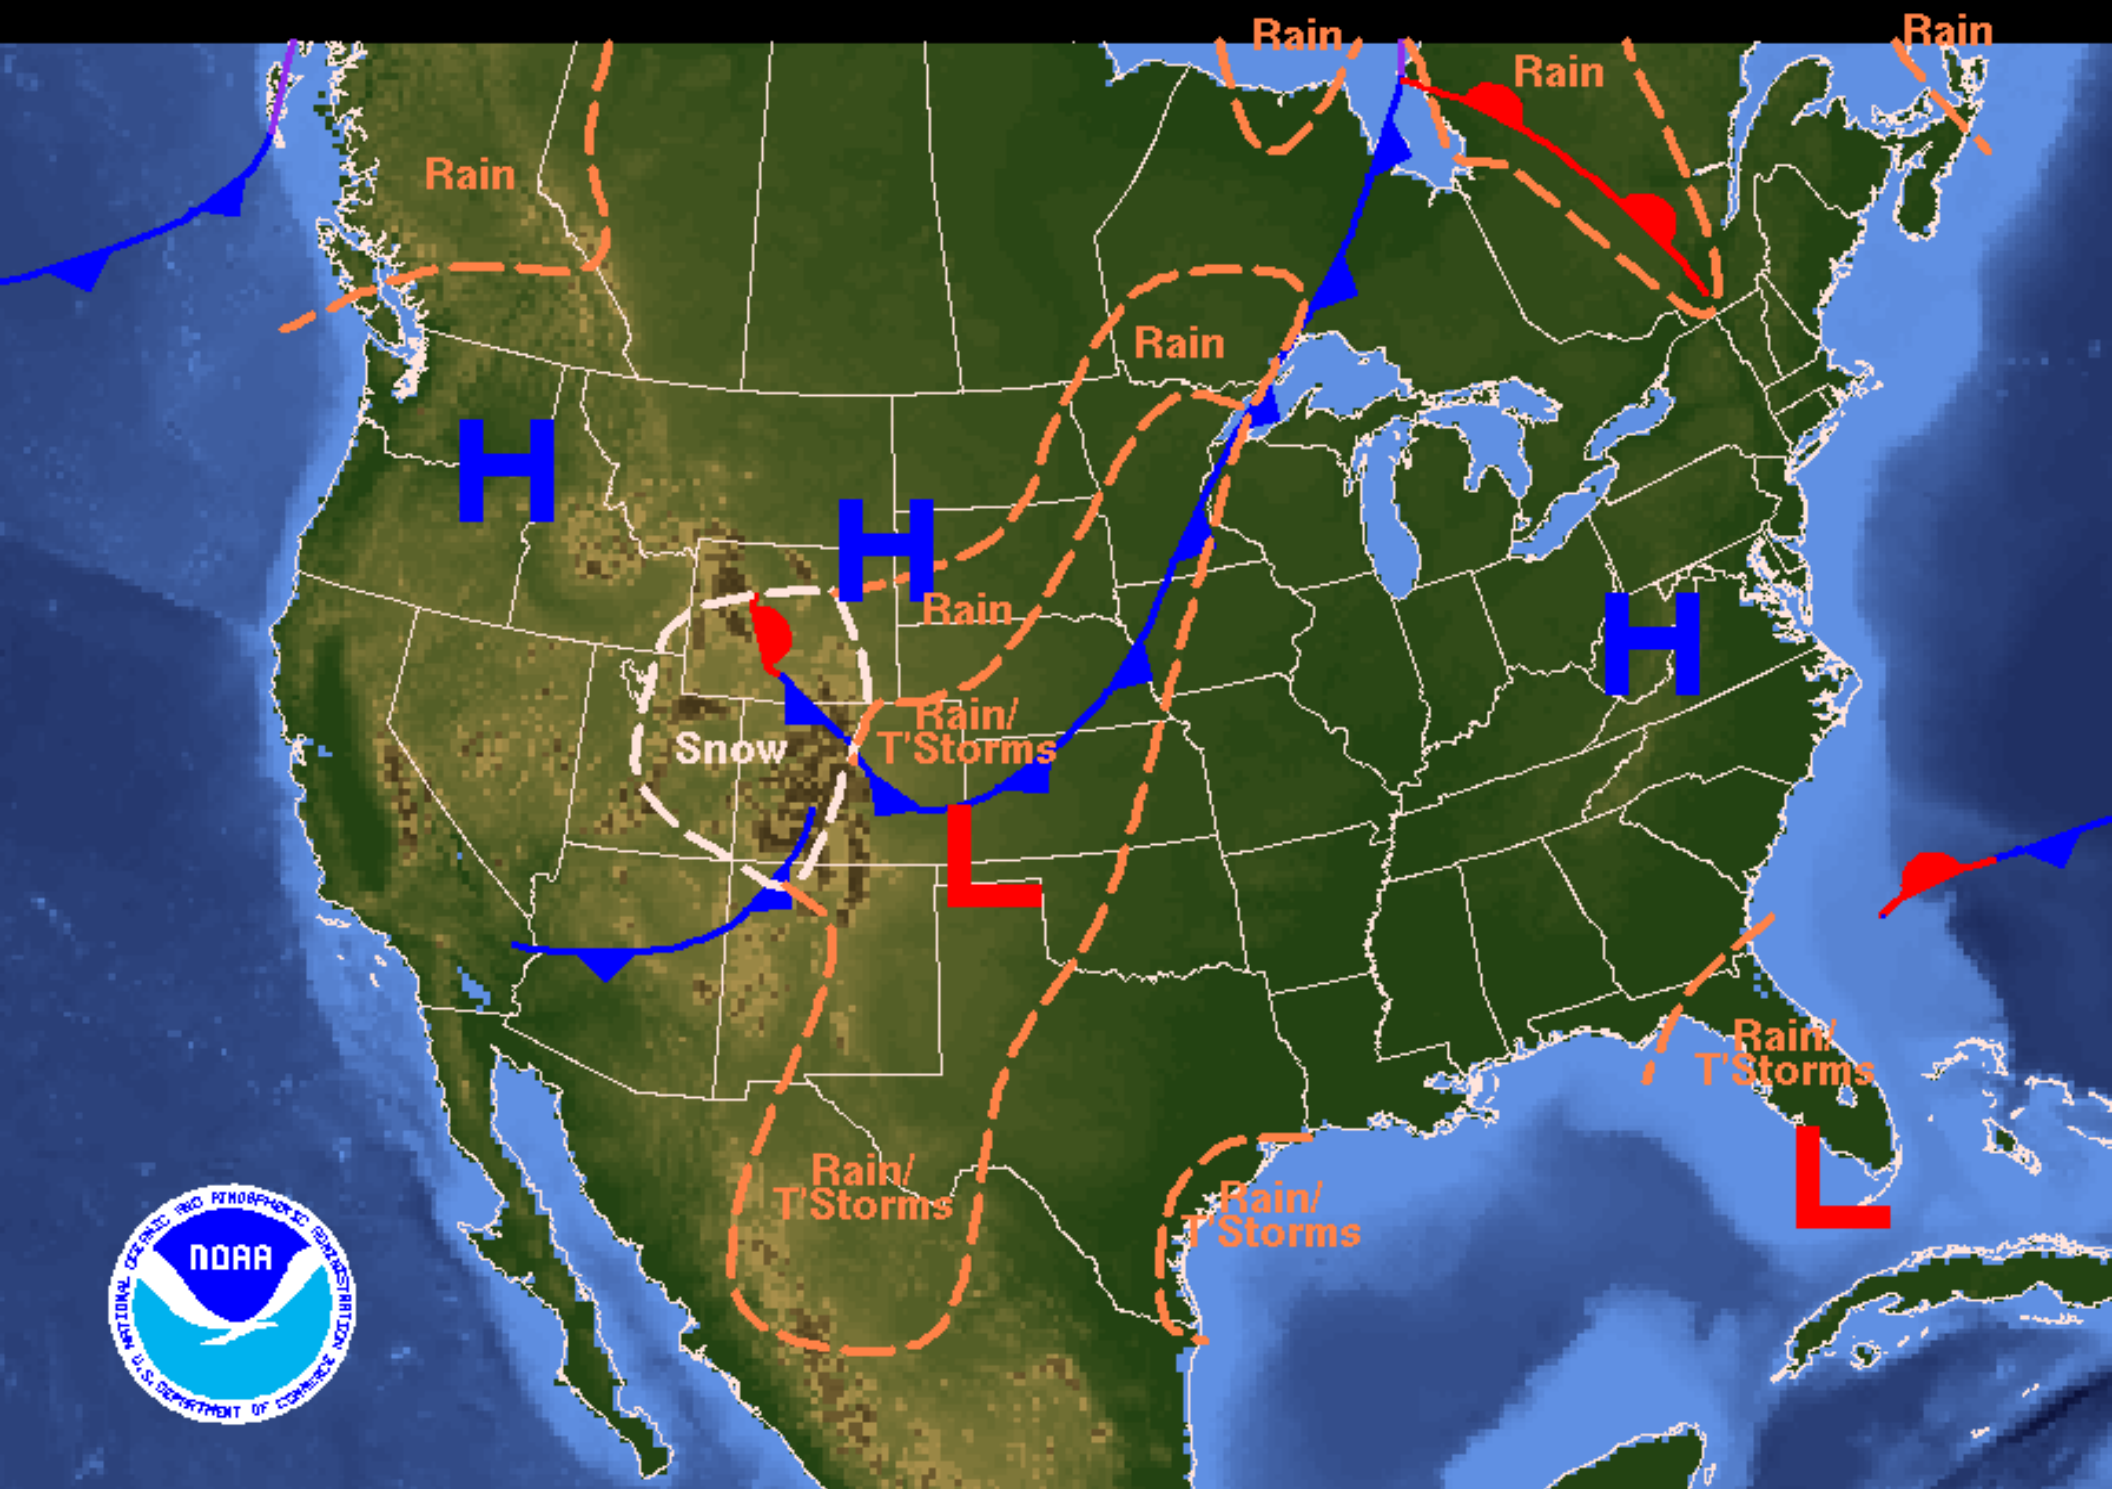 Rain
Rain
Rain
Rain
Rain
H
H
Rain
H
Rain/
T'Storms
Snow
L
Rain/
T'Storms
Rain/
T'Storms
Rain/
T'Storms
L
NATIONAL OCEANIC AND ATMOSPHERIC ADMINISTRATION
NOAA
U.S. DEPARTMENT OF COMMERCE